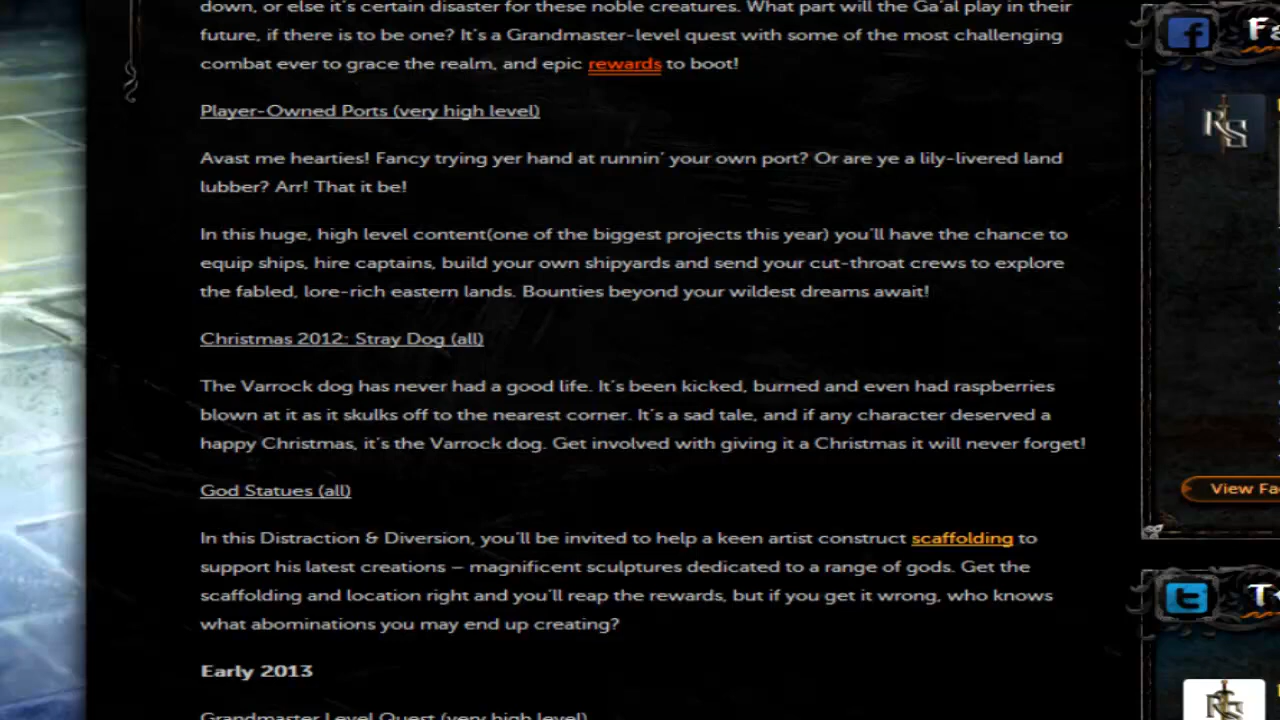 down, or else it's certain disaster for these noble creatures. What part will the Ga'al play in their
future, if there is to be one? It's a Grandmaster-level quest with some of the most challenging
combat ever to grace the realm, and epic rewards to boot!
Player-Owned Ports (very high level)
Avast me hearties! Fancy trying yer hand at runnin' your own port? Or are ye a lily-livered land
lubber? Arr! That it be!
In this huge, high level content(one of the biggest projects this year) you'll have the chance to
equip ships, hire captains, build your own shipyards and send your cut-throat crews to explore
the fabled, lore-rich eastern lands. Bounties beyond your wildest dreams await!
Christmas 2012: Stray Dog (all)
The Varrock dog has never had a good life. It's been kicked, burned and even had raspberries
blown at it as it skulks off to the nearest corner. It's a sad tale, and if any character deserved a
happy Christmas, it's the Varrock dog. Get involved with giving it a Christmas it will never forget!
God Statues (all)
In this Distraction & Diversion, you'll be invited to help a keen artist construct scaffolding to
support his latest creations – magnificent sculptures dedicated to a range of gods. Get the
scaffolding and location right and you'll reap the rewards, but if you get it wrong, who knows
what abominations you may end up creating?
Early 2013
Grandmaster Level Quest (very high level)
Fa
RS
View Fa
RS